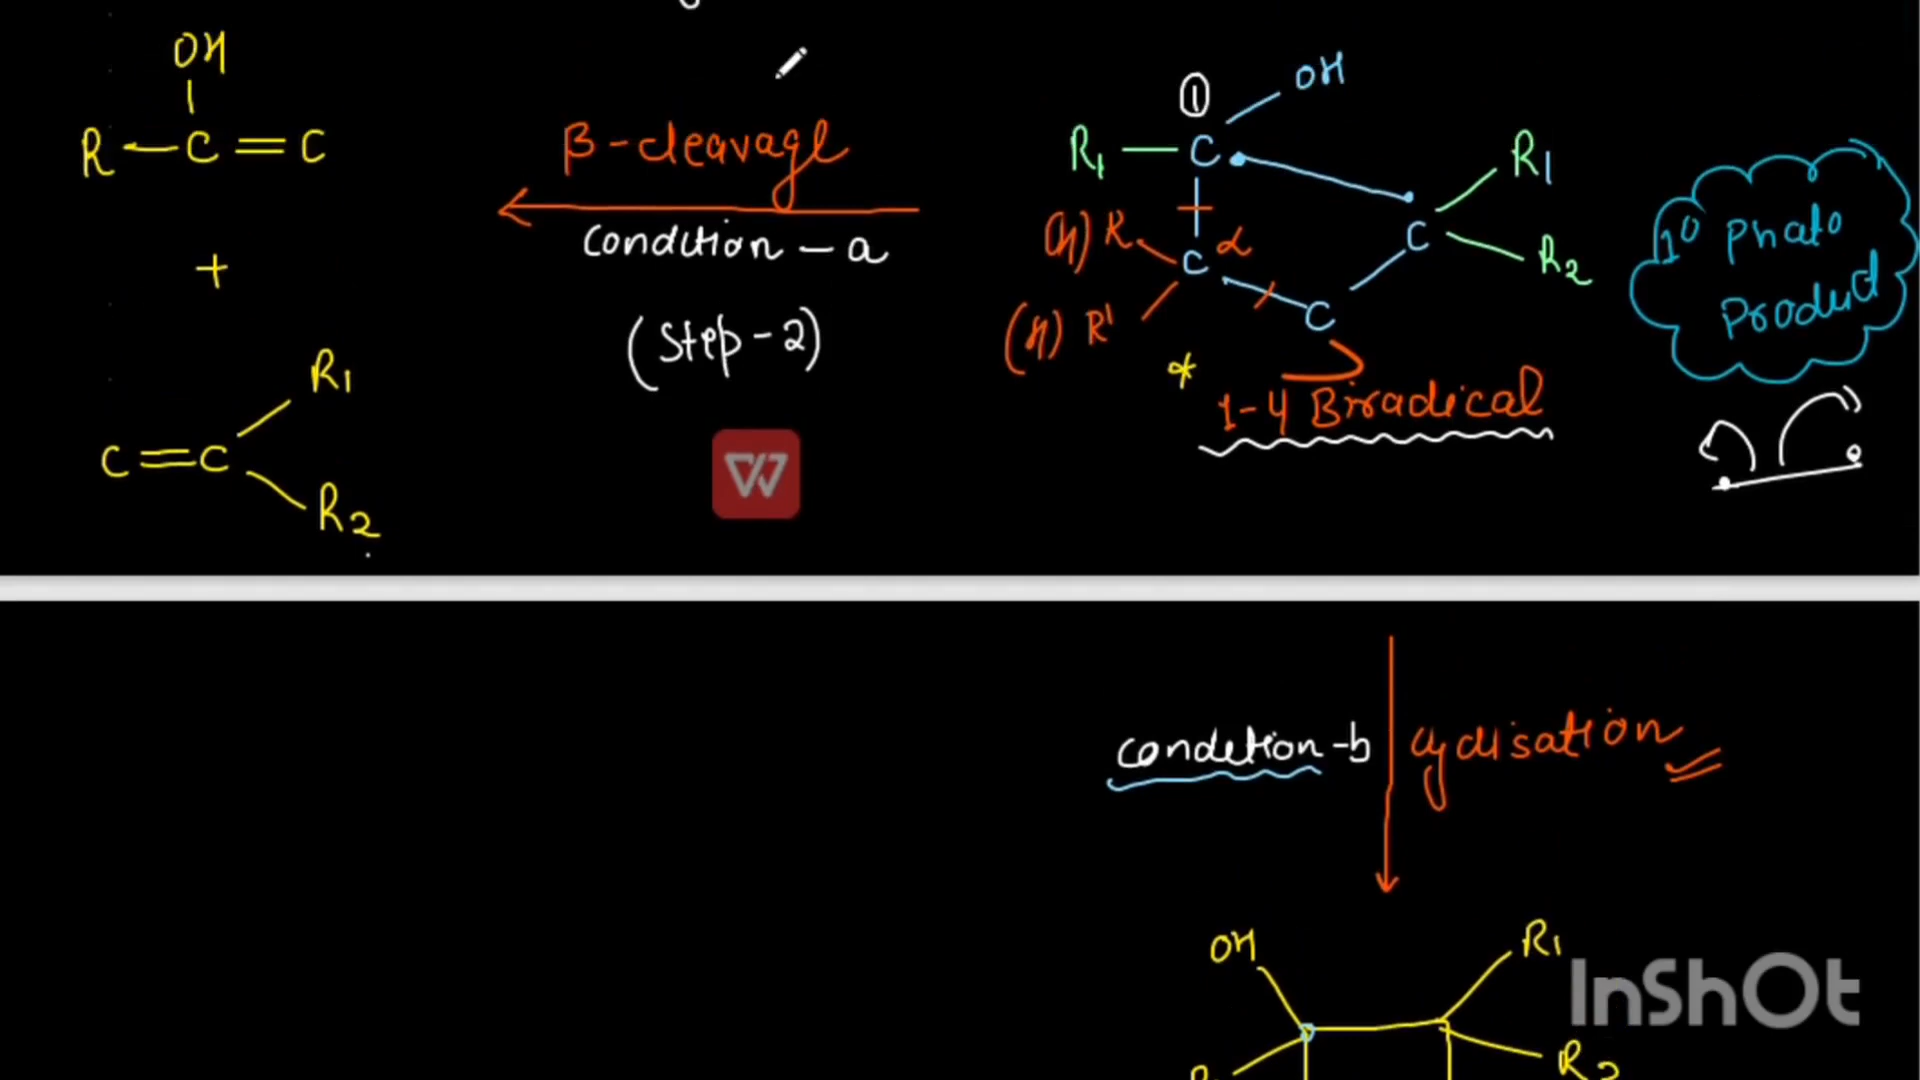 OH
R — C = C
+
R1
C = C
R2
β-cleavage
Condition - a
(Step-2)
①
OH
R1 — C
R1
C
R2
(H) R
C α
(H) R'
C
*
1-4 Biradical
1° Photo
Product
Condetion-b
Cyclisation
OH
R1
R2
InShOt